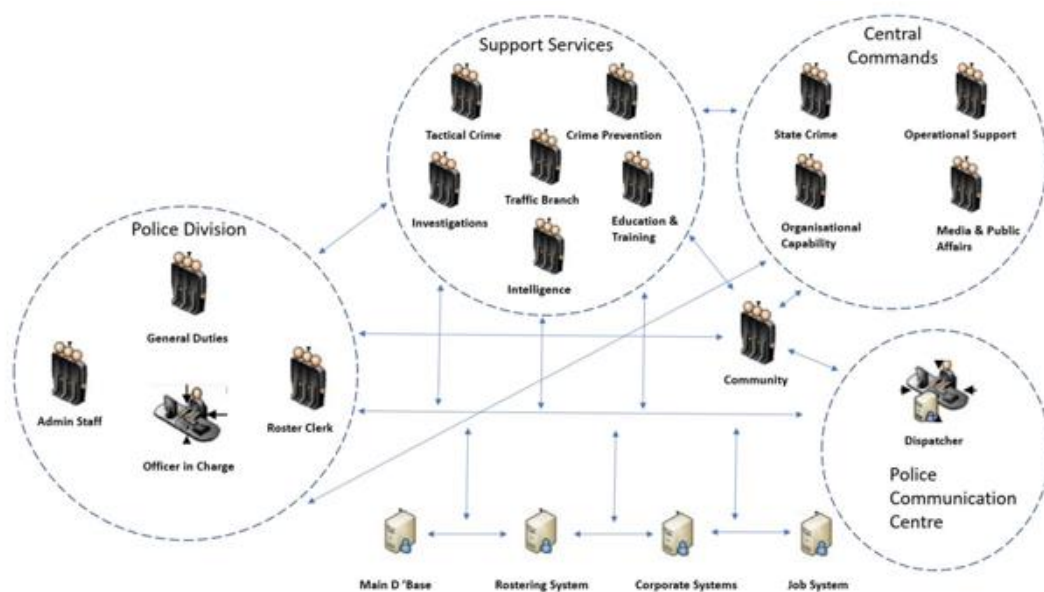 Support Services
Tactical Crime
Crime Prevention
Traffic Branch
Investigations
Education &
Training
Intelligence
Central
Commands
State Crime
Operational Support
Organisational
Capability
Media & Public
Affairs
Police Division
General Duties
Admin Staff
Roster Clerk
Officer in Charge
Community
Dispatcher
Police
Communication
Centre
Main D 'Base
Rostering System
Corporate Systems
Job System